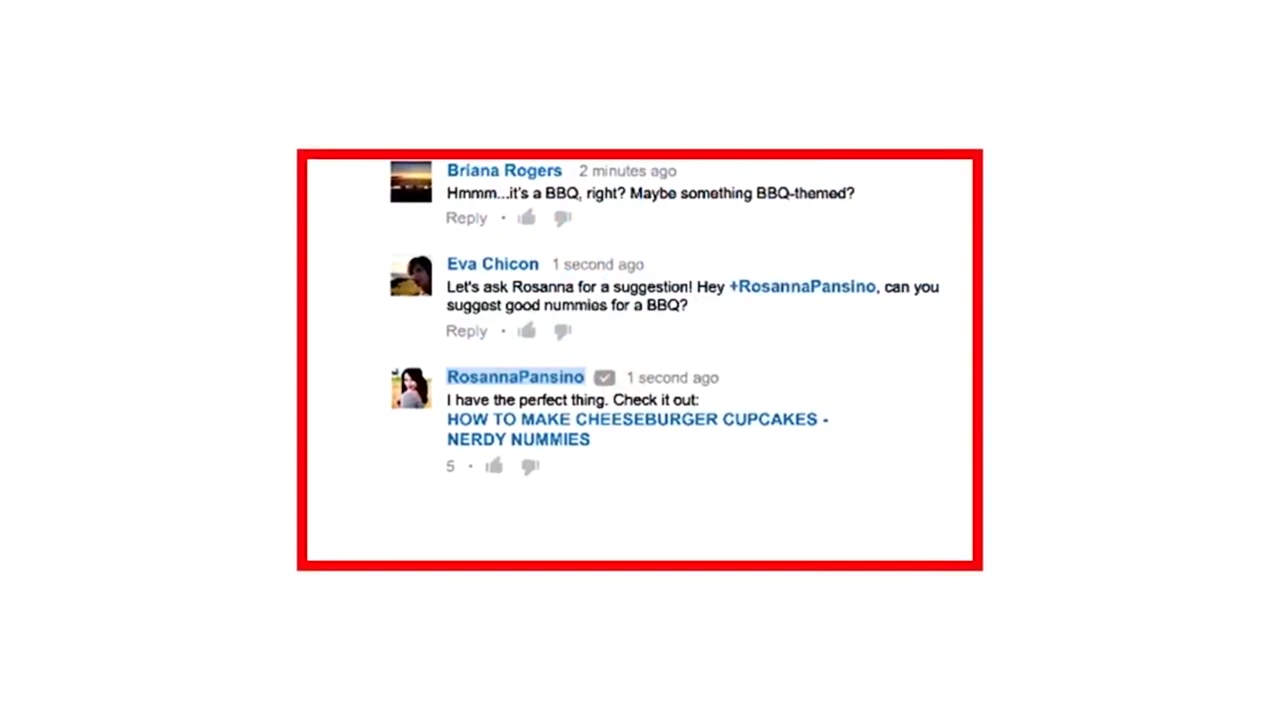 Briana Rogers 2 minutes ago
Hmmm...it's a BBQ, right? Maybe something BBQ-themed?
Reply •
Eva Chicon 1 second ago
Let's ask Rosanna for a suggestion! Hey +RosannaPansino, can you
suggest good nummies for a BBQ?
Reply •
RosannaPansino 1 second ago
I have the perfect thing. Check it out:
HOW TO MAKE CHEESEBURGER CUPCAKES -
NERDY NUMMIES
5 •